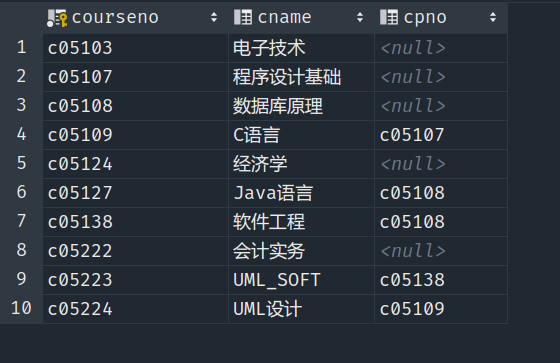 courseno cname cpno
1 c05103 电子技术 <null>
2 c05107 程序设计基础 <null>
3 c05108 数据库原理 <null>
4 c05109 C语言 c05107
5 c05124 经济学 <null>
6 c05127 Java语言 c05108
7 c05138 软件工程 c05108
8 c05222 会计实务 <null>
9 c05223 UML_SOFT c05138
10 c05224 UML设计 c05109